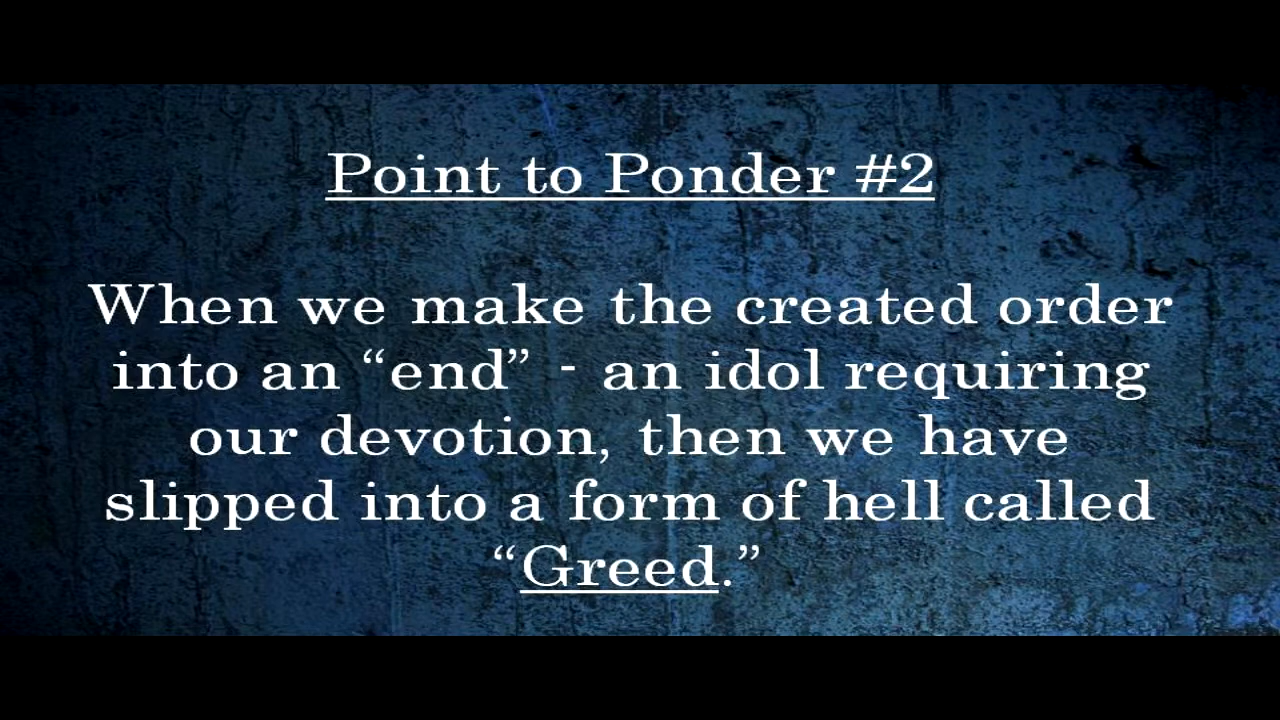 Point to Ponder #2
When we make the created order
into an “end” - an idol requiring
our devotion, then we have
slipped into a form of hell called
“Greed.”